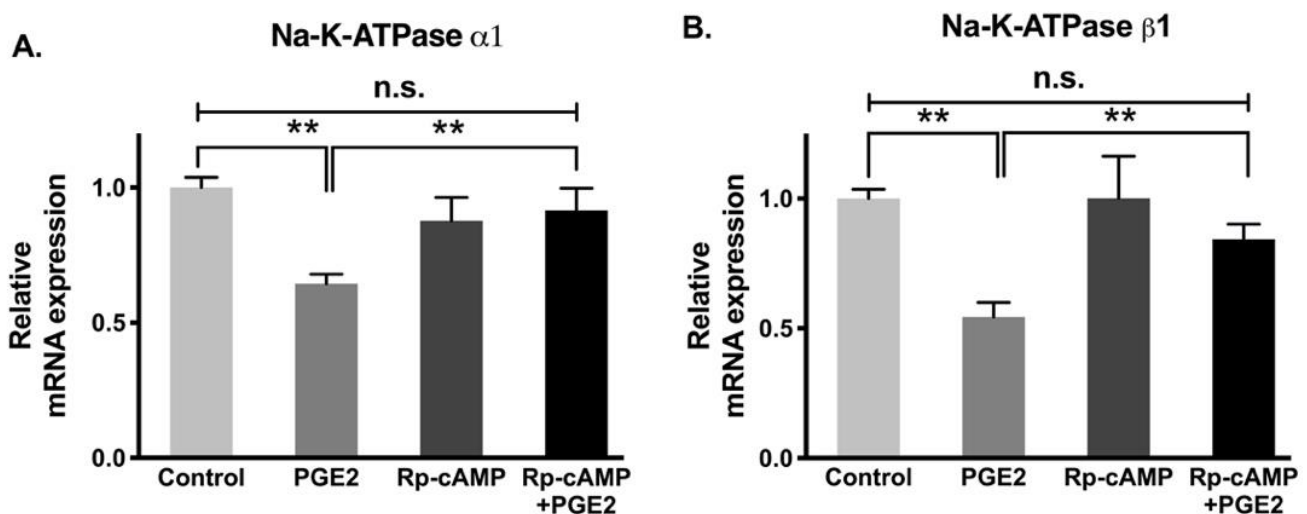 A.
Na-K-ATPase α1
n.s.
**
**
Relative
mRNA expression
1.0
0.5
0.0
Control
PGE2
Rp-cAMP
Rp-cAMP
+PGE2
B.
Na-K-ATPase β1
n.s.
**
**
Relative
mRNA expression
1.0
0.5
0.0
Control
PGE2
Rp-cAMP
Rp-cAMP
+PGE2